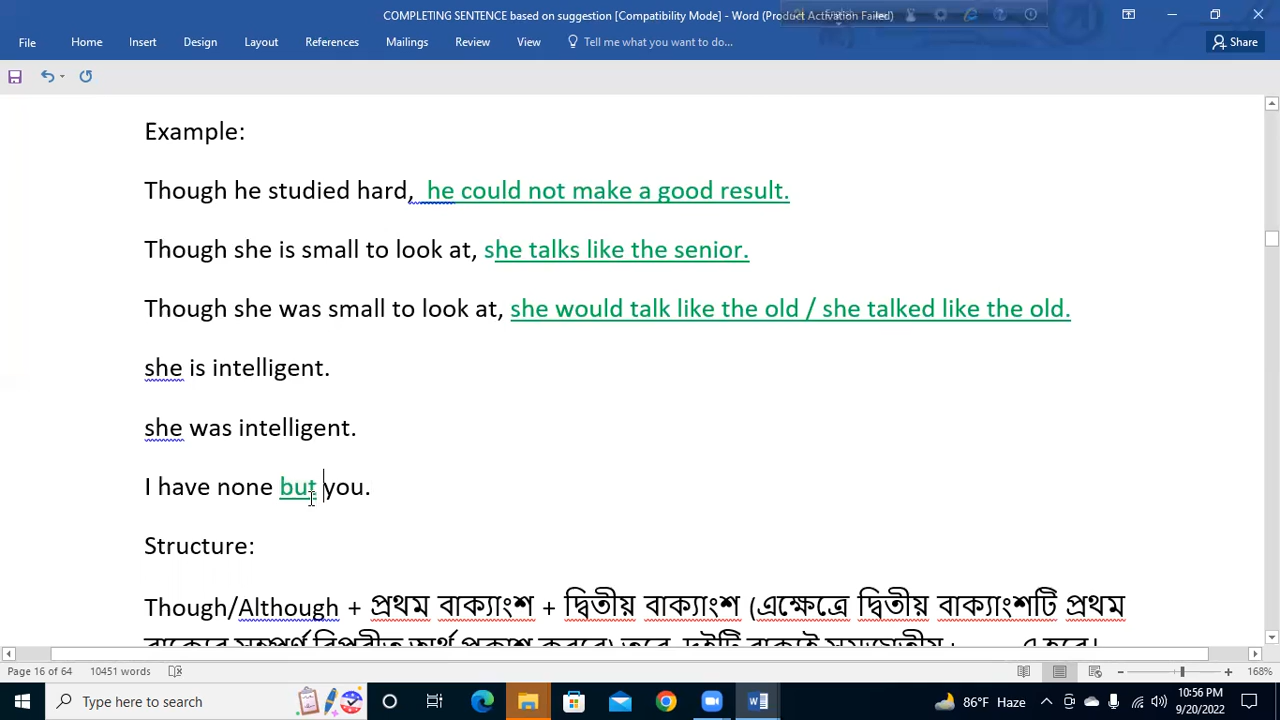 COMPLETING SENTENCE based on suggestion [Compatibility Mode] - Word (Product Activation Failed)
English
File Home Insert Design Layout References Mailings Review View Tell me what you want to do... Share
Example:
Though he studied hard, he could not make a good result.
Though she is small to look at, she talks like the senior.
Though she was small to look at, she would talk like the old / she talked like the old.
she is intelligent.
she was intelligent.
I have none but you.
Structure:
Though/Although + প্রথম বাক্যাংশ + দ্বিতীয় বাক্যাংশ (এক্ষেত্রে দ্বিতীয় বাক্যাংশটি প্রথম
Page 16 of 64 10451 words 168%
Type here to search 86°F Haze 10:56 PM
9/20/2022